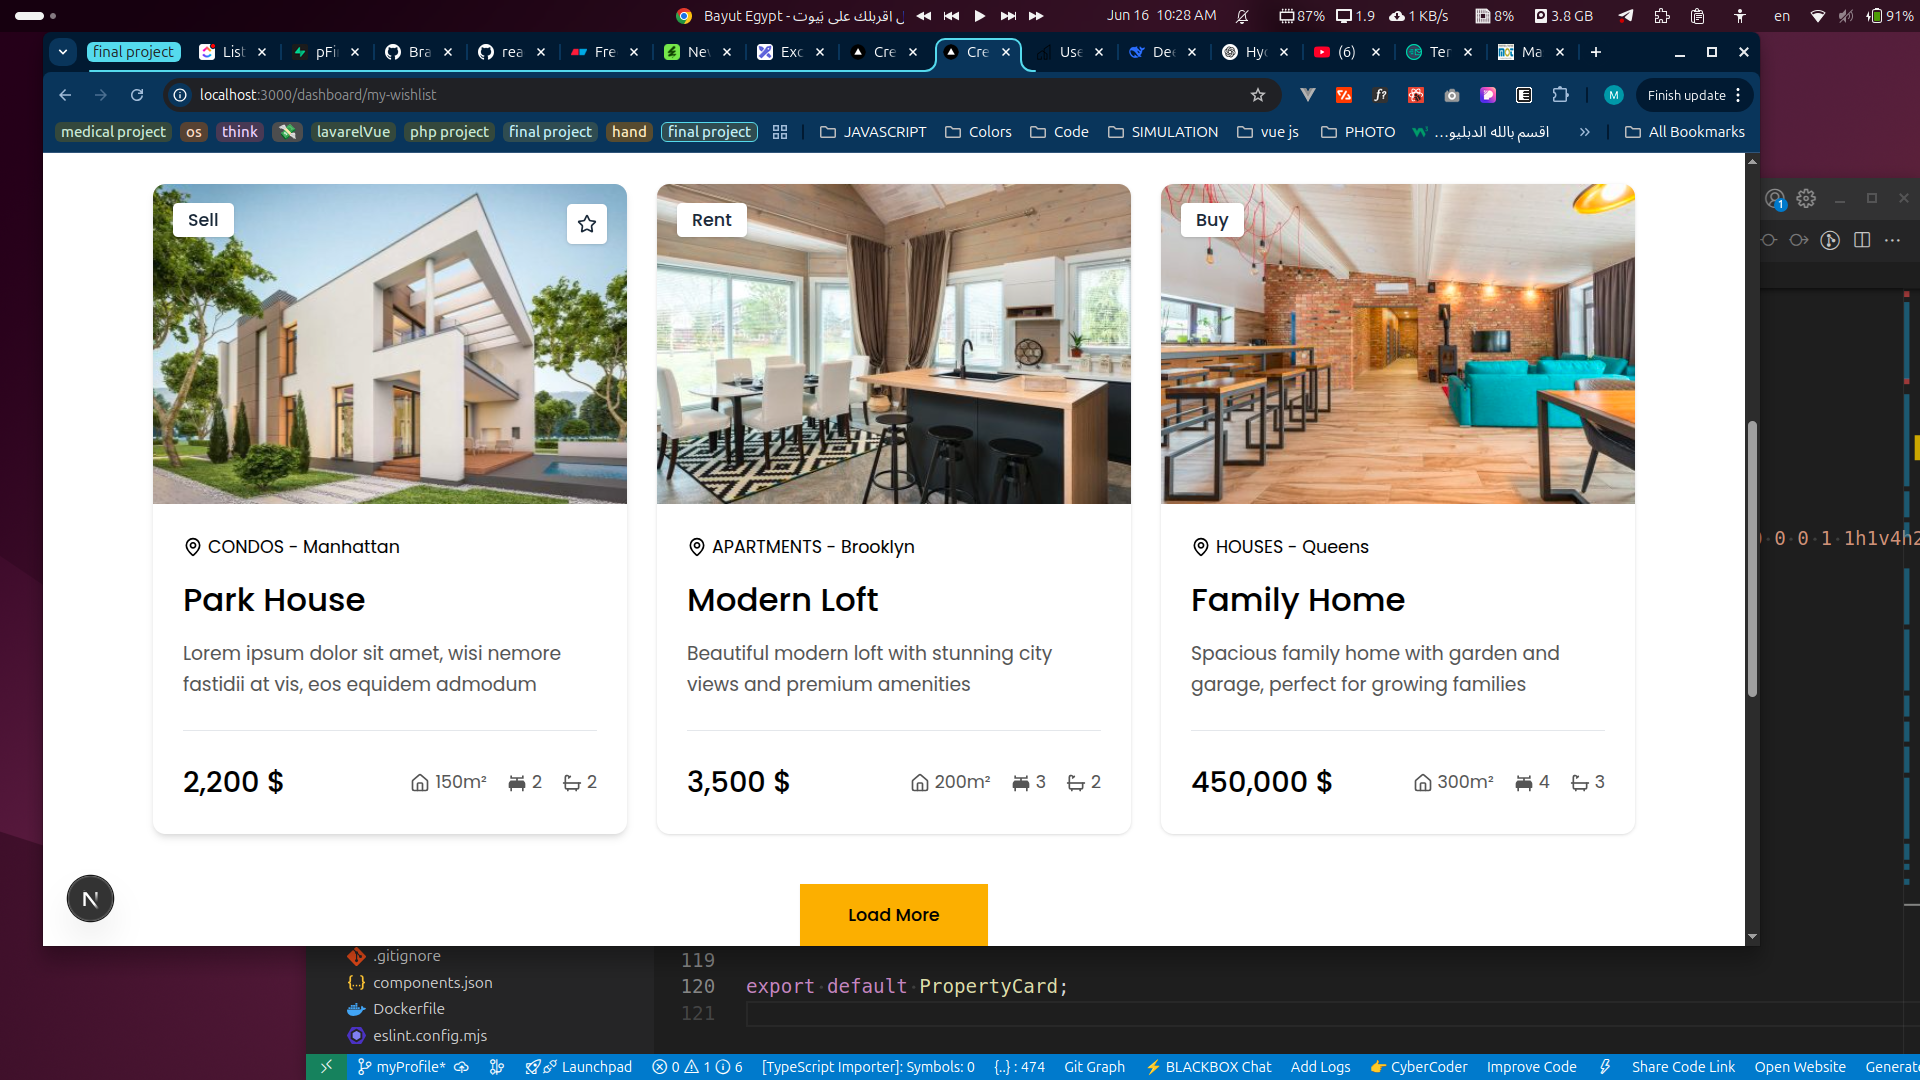 Bayut Egypt - ل اقربلك على بَيوت
Jun 16 10:28 AM
87% 1.9 1 KB/s 8% 3.8 GB en 91%
final project List pFi Bra rea Fre Nev Exc Cre Cre Use Dee Hyd (6) Ter Ma
localhost:3000/dashboard/my-wishlist
Finish update
M
medical project os think lavarelVue php project final project hand final project JAVASCRIPT Colors Code SIMULATION vue js PHOTO اقسم بالله الدبليو... » All Bookmarks
Sell
Rent
Buy
CONDOS - Manhattan
APARTMENTS - Brooklyn
HOUSES - Queens
Park House
Modern Loft
Family Home
Lorem ipsum dolor sit amet, wisi nemore
fastidii at vis, eos equidem admodum
Beautiful modern loft with stunning city
views and premium amenities
Spacious family home with garden and
garage, perfect for growing families
2,200 $ 150m² 2 2
3,500 $ 200m² 3 2
450,000 $ 300m² 4 3
N
Load More
1
0 0 1 1h1v4h2
.gitignore
components.json
Dockerfile
eslint.config.mjs
119
120 export default PropertyCard;
121
myProfile* Launchpad 0 1 6 [TypeScript Importer]: Symbols: 0 {..} : 474 Git Graph BLACKBOX Chat Add Logs CyberCoder Improve Code Share Code Link Open Website Generate